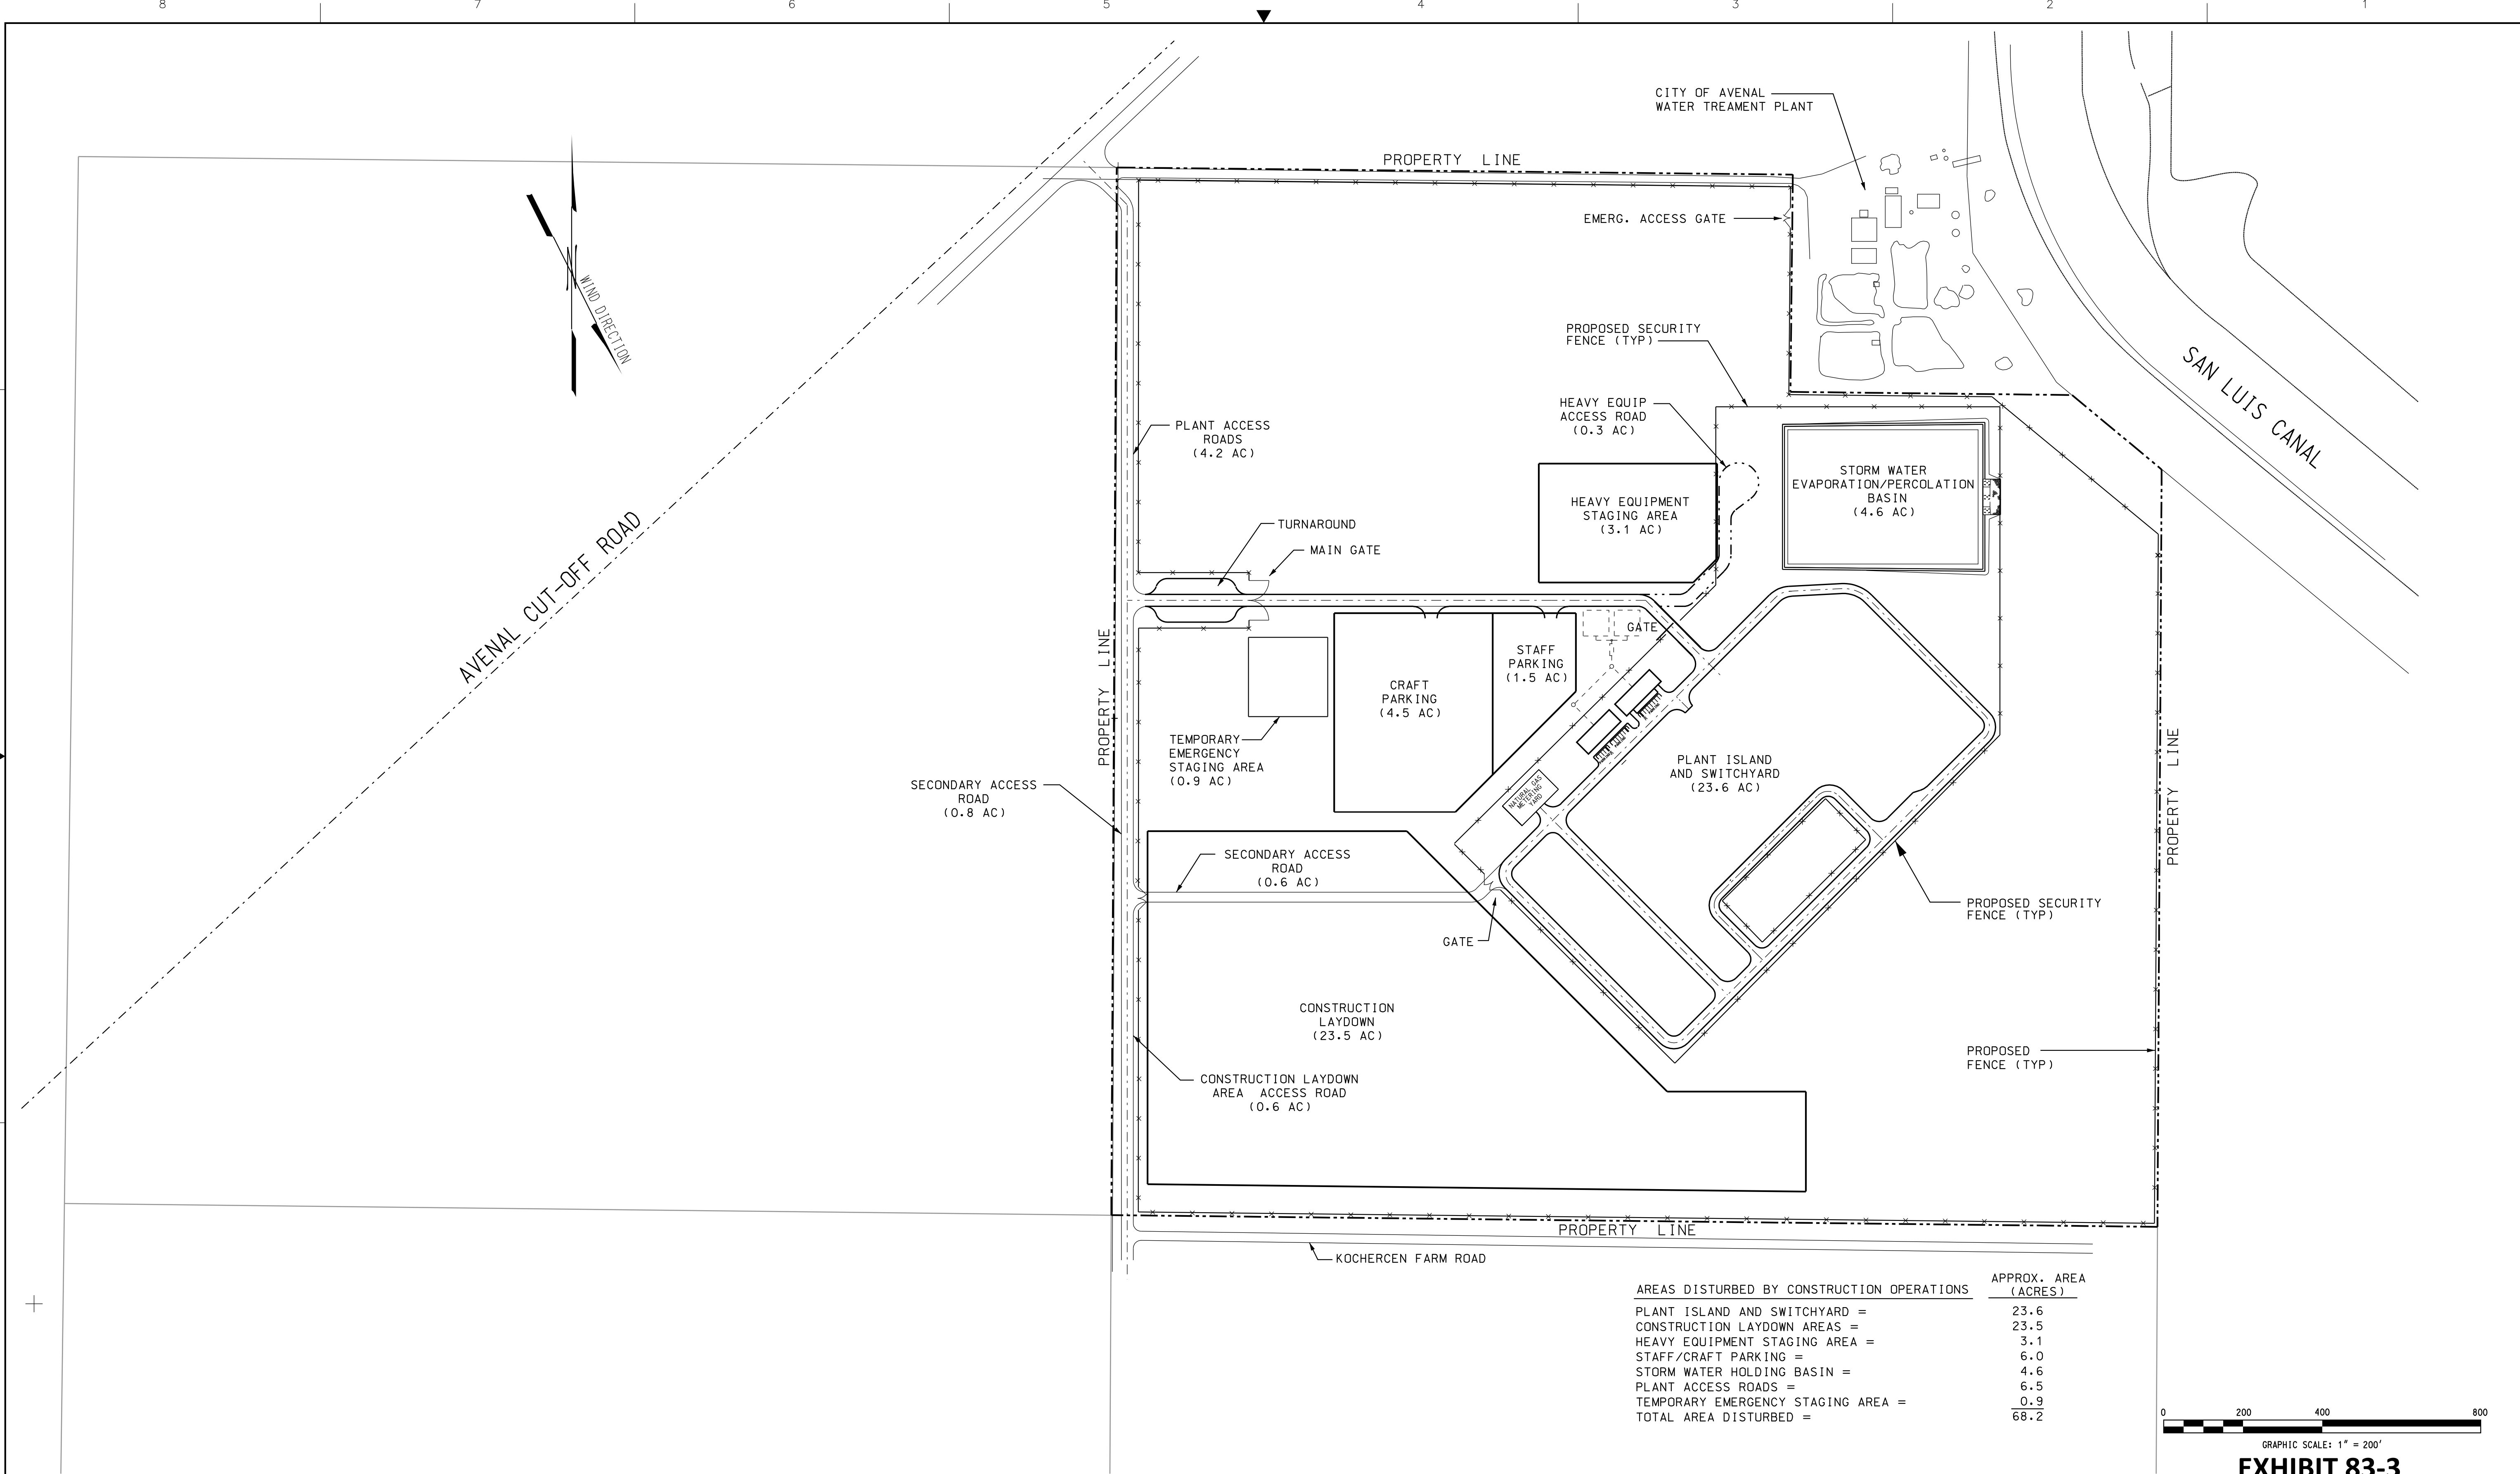 8 7 6 5 4 3 2 1
CITY OF AVENAL
WATER TREAMENT PLANT
PROPERTY LINE
EMERG. ACCESS GATE
WIND DIRECTION
PROPOSED SECURITY
FENCE (TYP)
SAN LUIS CANAL
HEAVY EQUIP
ACCESS ROAD
(0.3 AC)
PLANT ACCESS
ROADS
(4.2 AC)
STORM WATER
EVAPORATION/PERCOLATION
BASIN
(4.6 AC)
HEAVY EQUIPMENT
STAGING AREA
(3.1 AC)
TURNAROUND
MAIN GATE
AVENAL CUT-OFF ROAD
GATE
PROPERTY LINE
STAFF
PARKING
(1.5 AC)
CRAFT
PARKING
(4.5 AC)
TEMPORARY
EMERGENCY
STAGING AREA
(0.9 AC)
PLANT ISLAND
AND SWITCHYARD
(23.6 AC)
PROPERTY LINE
NATURAL GAS
METERING
YARD
SECONDARY ACCESS
ROAD
(0.8 AC)
SECONDARY ACCESS
ROAD
(0.6 AC)
PROPOSED SECURITY
FENCE (TYP)
GATE
CONSTRUCTION
LAYDOWN
(23.5 AC)
PROPOSED
FENCE (TYP)
CONSTRUCTION LAYDOWN
AREA ACCESS ROAD
(0.6 AC)
PROPERTY LINE
KOCHERCEN FARM ROAD
AREAS DISTURBED BY CONSTRUCTION OPERATIONS APPROX. AREA
(ACRES)
PLANT ISLAND AND SWITCHYARD = 23.6
CONSTRUCTION LAYDOWN AREAS = 23.5
HEAVY EQUIPMENT STAGING AREA = 3.1
STAFF/CRAFT PARKING = 6.0
STORM WATER HOLDING BASIN = 4.6
PLANT ACCESS ROADS = 6.5
TEMPORARY EMERGENCY STAGING AREA = 0.9
TOTAL AREA DISTURBED = 68.2
0 200 400 800
GRAPHIC SCALE: 1" = 200'
EXHIBIT 83-3